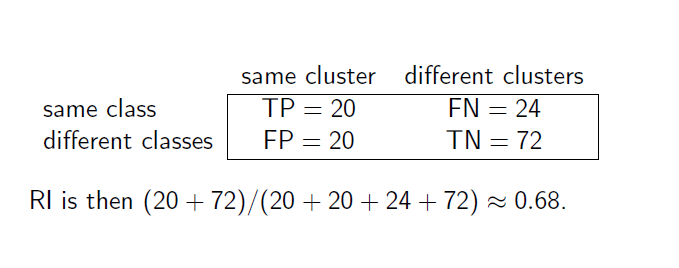 same cluster different clusters
same class TP = 20 FN = 24
different classes FP = 20 TN = 72
RI is then (20 + 72)/(20 + 20 + 24 + 72) ≈ 0.68.